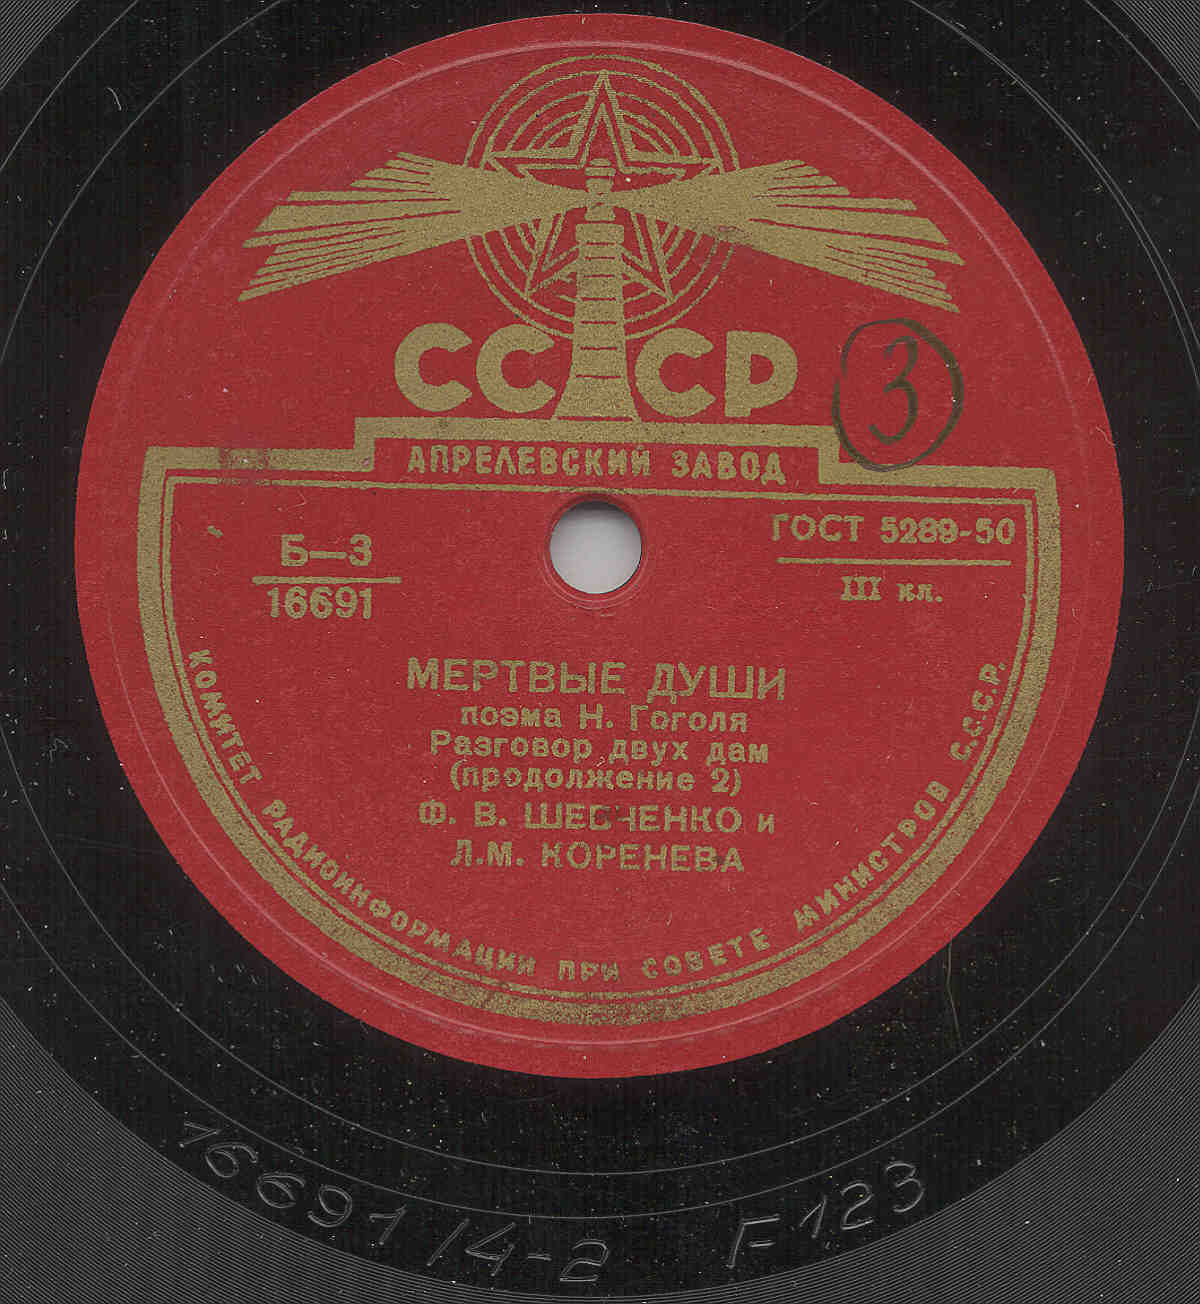 СССР
3
АПРЕЛЕВСКИЙ ЗАВОД
Б—3
16691
ГОСТ 5289-50
III кл.
МЕРТВЫЕ ДУШИ
поэма Н. Гоголя
Разговор двух дам
(продолжение 2)
Ф. В. ШЕВЧЕНКО и
Л.М. КОРЕНЕВА
КОМИТЕТ РАДИОИНФОРМАЦИИ ПРИ СОВЕТЕ МИНИСТРОВ С.С.С.Р.
16691/4-2 F123